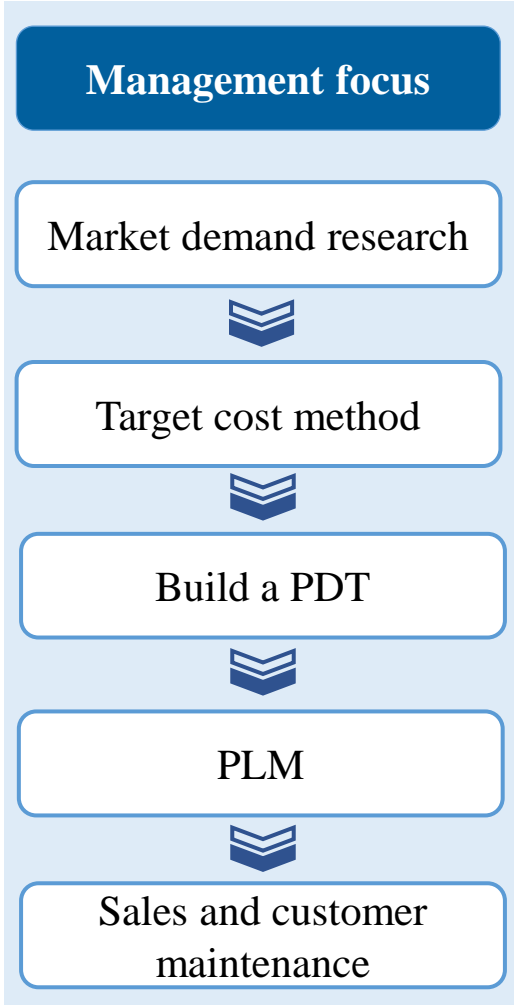 Management focus
Market demand research
Target cost method
Build a PDT
PLM
Sales and customer
maintenance